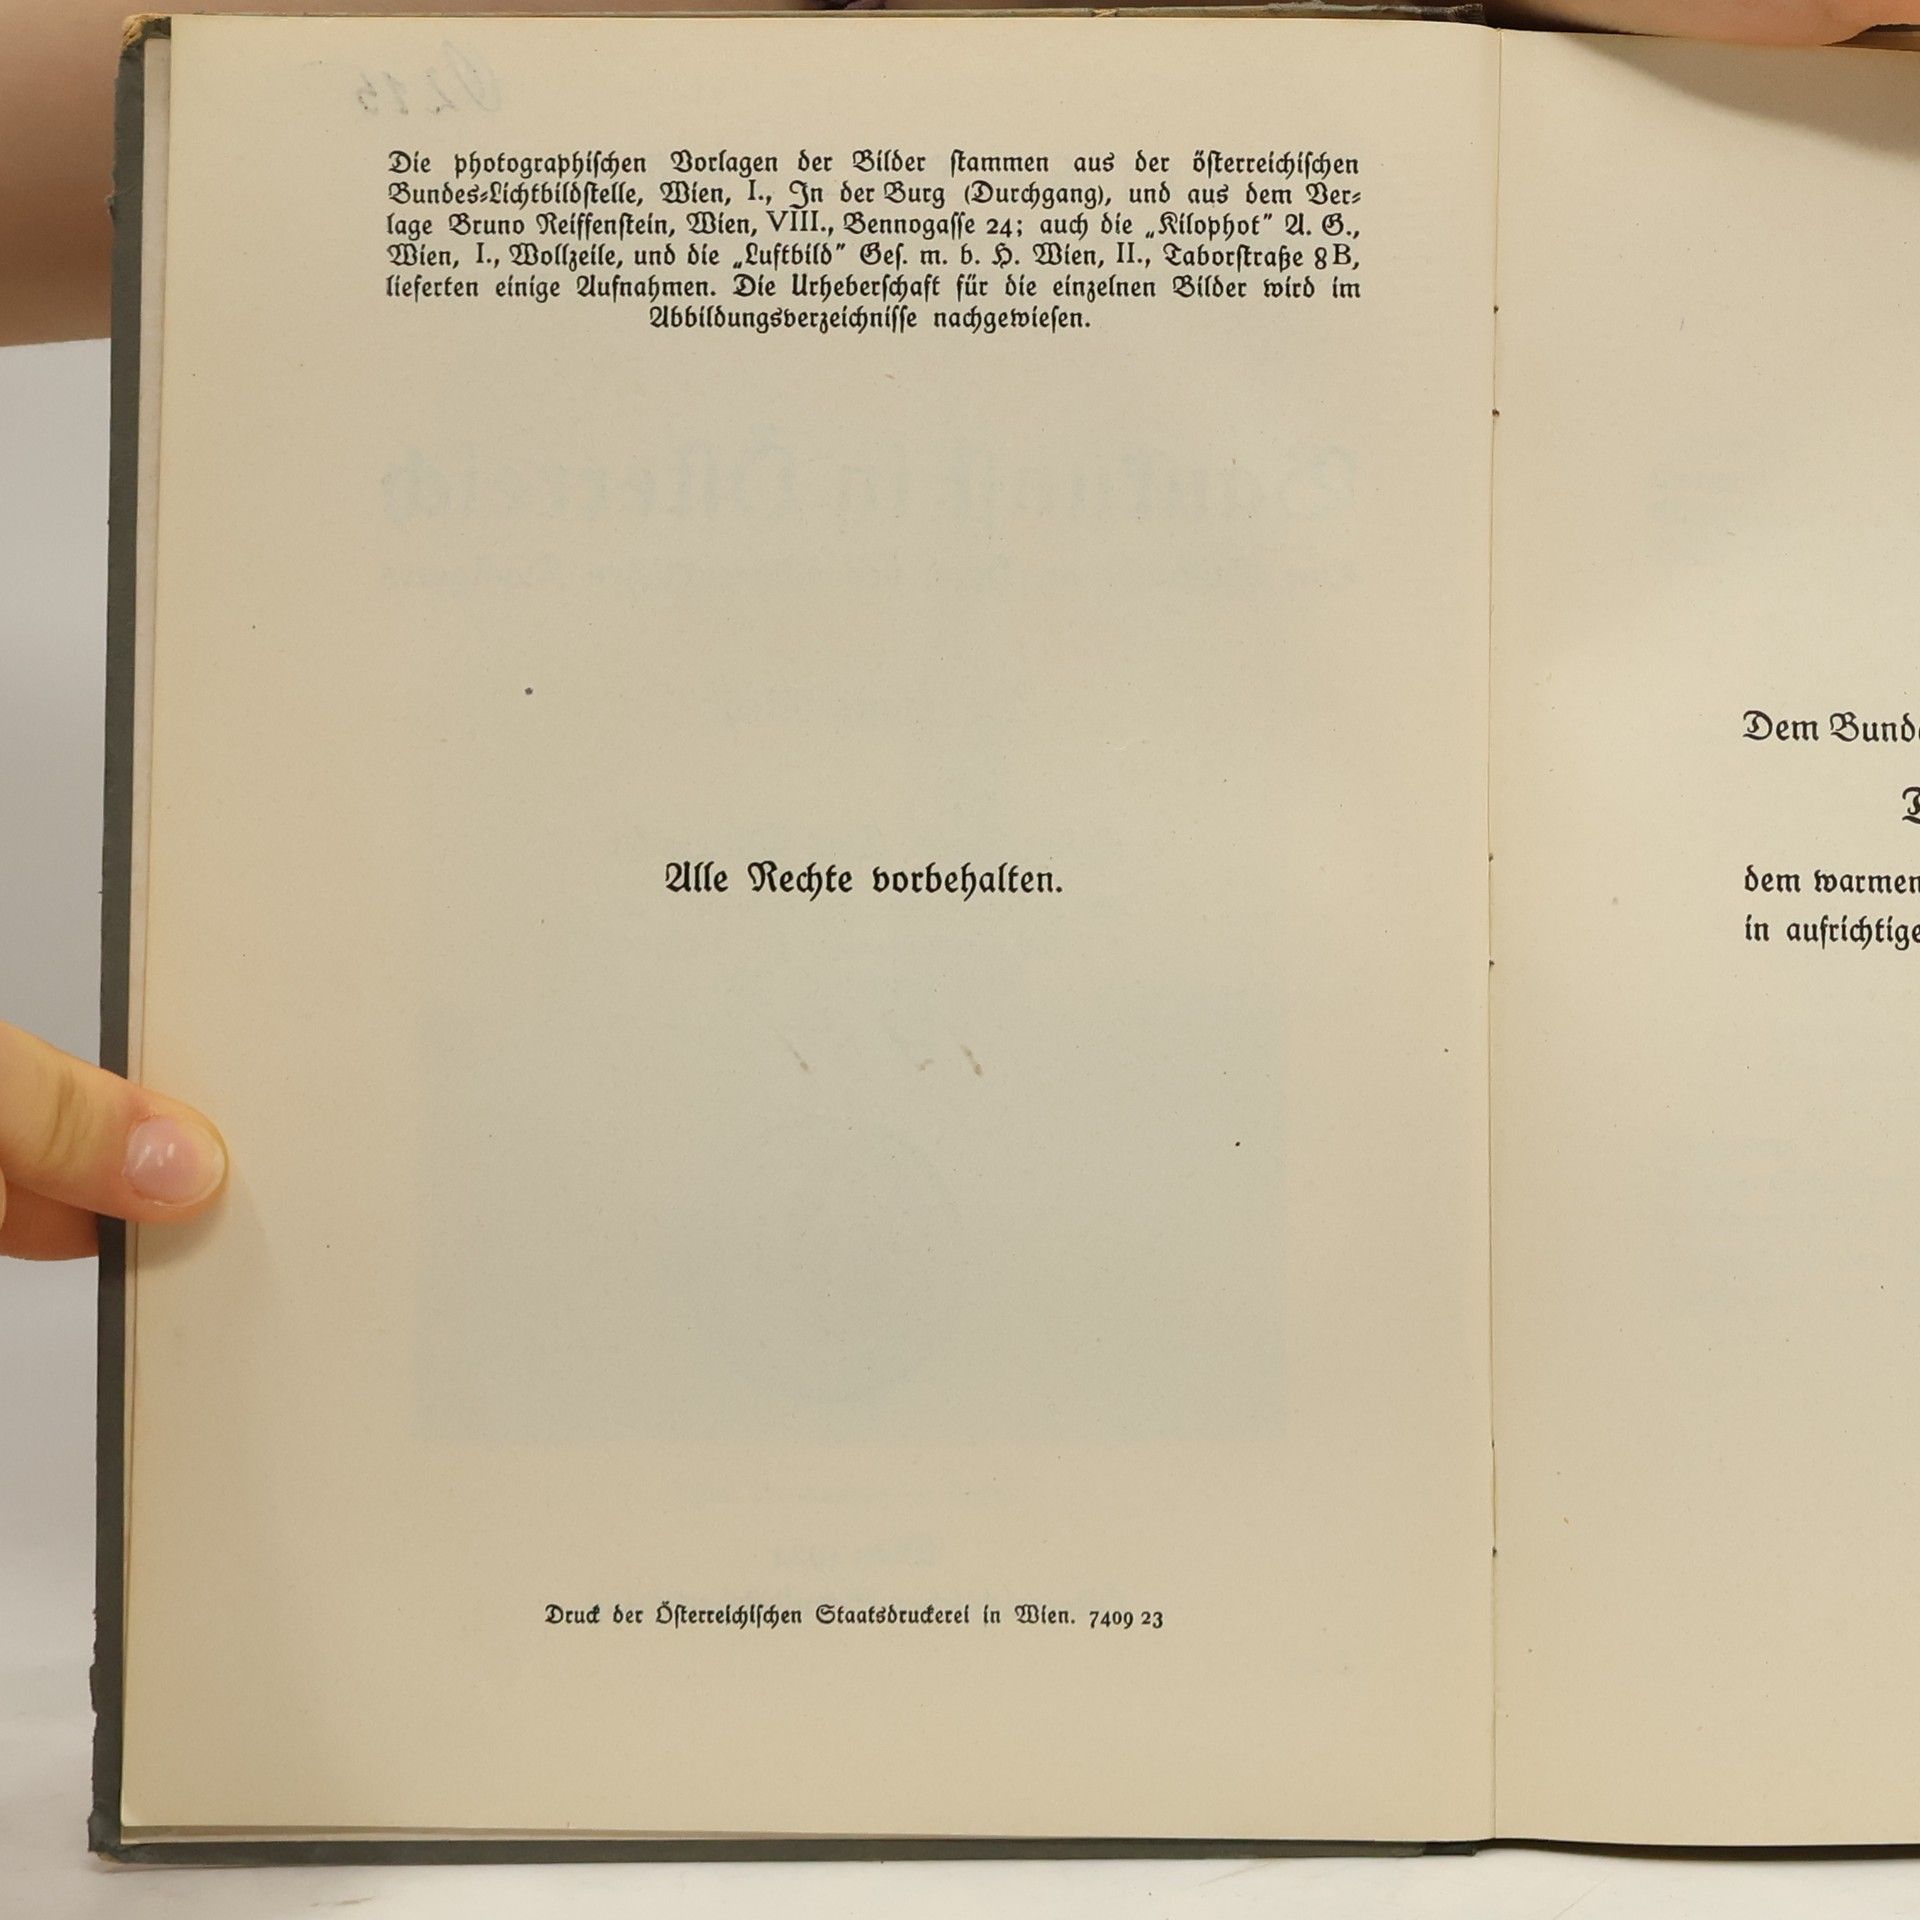 Die photographischen Vorlagen der Bilder stammen aus der österreichischen
Bundes-Lichtbildstelle, Wien, I., In der Burg (Durchgang), und aus dem Ver-
lage Bruno Reiffenstein, Wien, VIII., Bennogasse 24; auch die „Kilophot" A. G.,
Wien, I., Wollzeile, und die „Luftbild" Ges. m. b. H. Wien, II., Taborstraße 8B,
lieferten einige Aufnahmen. Die Urheberschaft für die einzelnen Bilder wird im
Abbildungsverzeichnisse nachgewiesen.
Alle Rechte vorbehalten.
Druck der Österreichischen Staatsdruckerei in Wien. 7409 23
Dem Bund
dem warmen
in aufrichtige